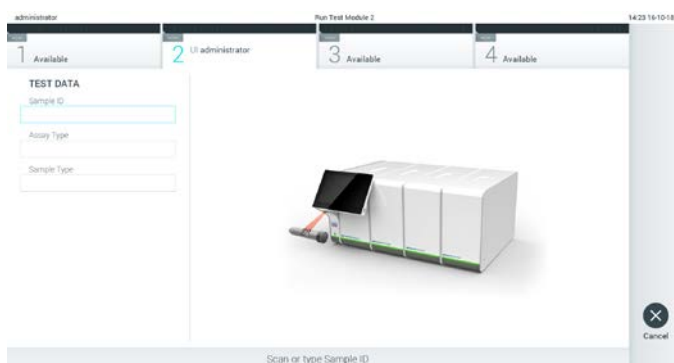 administrator Run Test Module 2 14:23 16-10-18
1 Available 2 UI administrator 3 Available 4 Available
TEST DATA
Sample ID
Assay Type
Sample Type
Cancel
Scan or type Sample ID